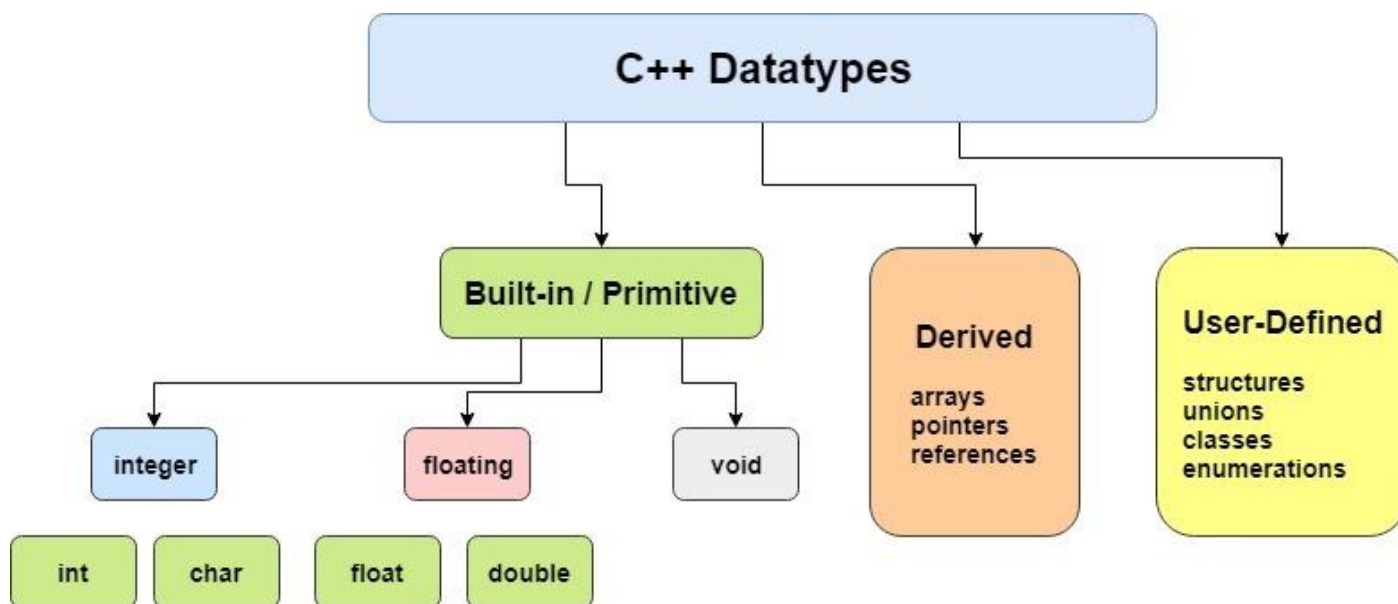 C++ Datatypes
Built-in / Primitive
Derived
arrays
pointers
references
User-Defined
structures
unions
classes
enumerations
integer
floating
void
int
char
float
double